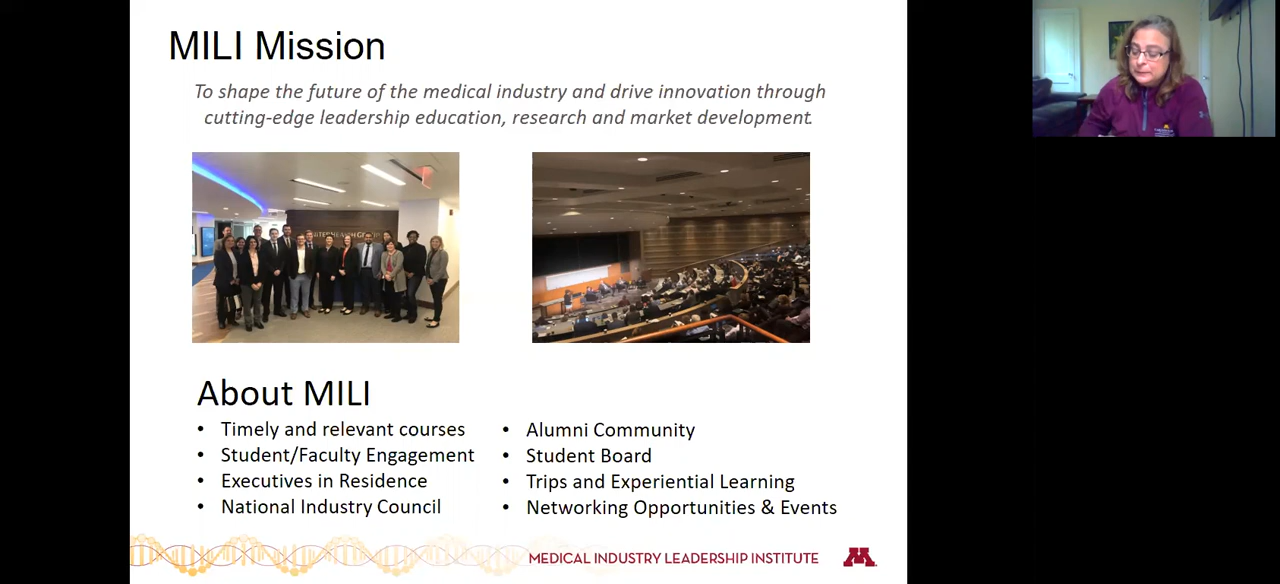 MILI Mission
To shape the future of the medical industry and drive innovation through
cutting-edge leadership education, research and market development.
About MILI
• Timely and relevant courses
• Student/Faculty Engagement
• Executives in Residence
• National Industry Council
• Alumni Community
• Student Board
• Trips and Experiential Learning
• Networking Opportunities & Events
MEDICAL INDUSTRY LEADERSHIP INSTITUTE
M